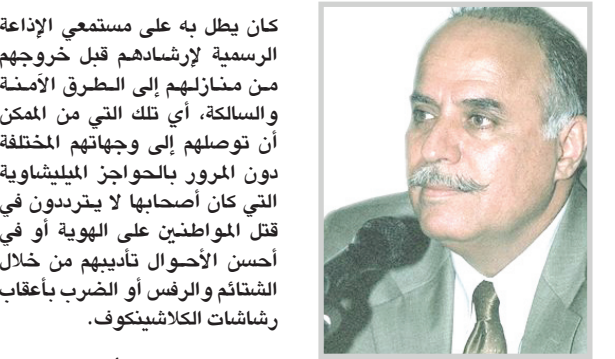 كان يطل به على مستمعي الإذاعة
الرسمية لإرشادهم قبل خروجهم
من منازلهم إلى الطرق الآمنة
والسالكة، أي تلك التي من الممكن
أن توصلهم إلى وجهاتهم المختلفة
دون المرور بالحواجز الميليشاوية
التي كان أصحابها لا يترددون في
قتل المواطنين على الهوية أو في
أحسن الأحوال تأديبهم من خلال
الشتائم والرفس أو الضرب بأعقاب
رشاشات الكلاشينكوف.